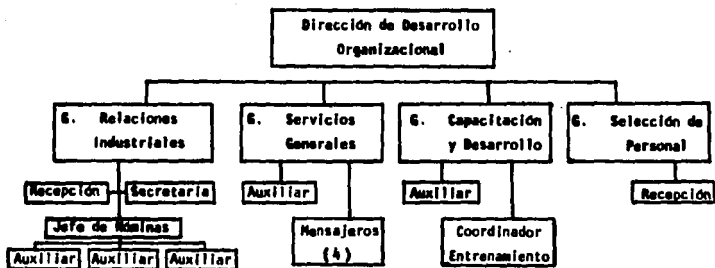 Dirección de Desarrollo
Organizacional
G. Relaciones
Industriales
G. Servicios
Generales
G. Capacitación
y Desarrollo
G. Selección de
Personal
Recepción
Secretaria
Auxiliar
Auxiliar
Recepción
Jefe de Nóminas
Mensajeros
(4)
Coordinador
Entrenamiento
Auxiliar
Auxiliar
Auxiliar